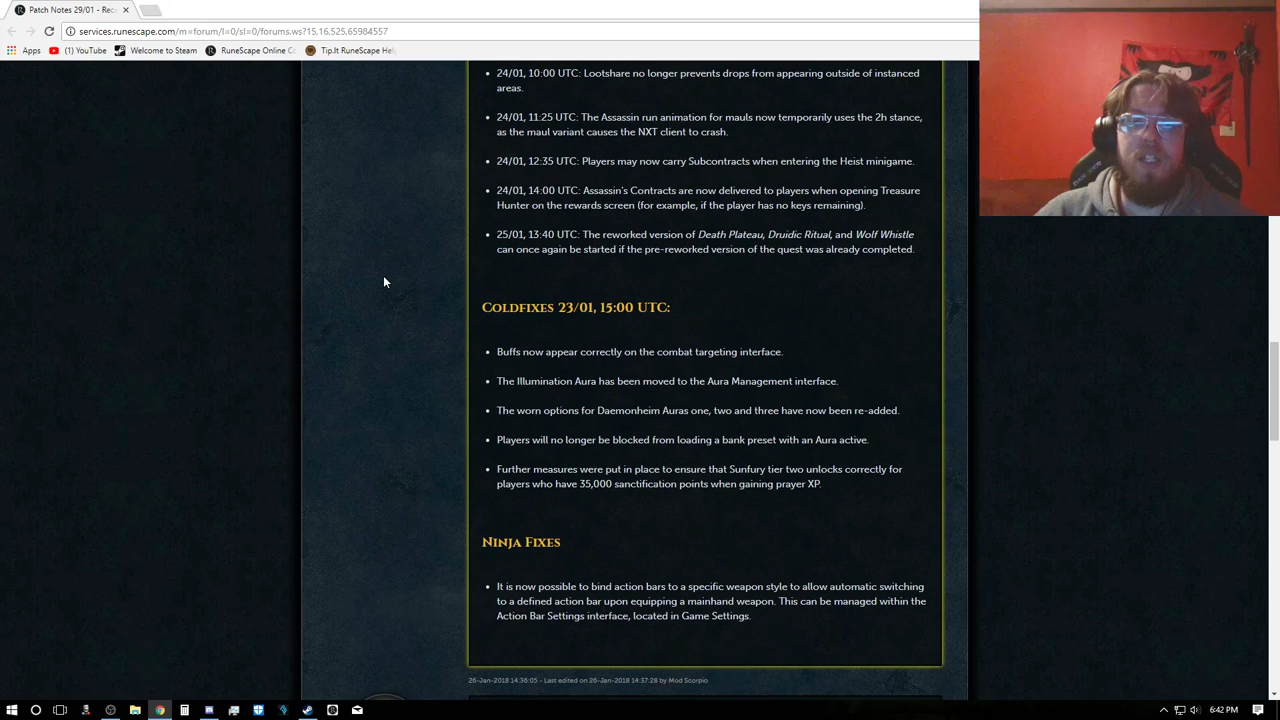 Patch Notes 29/01 - Rec
services.runescape.com/m=forum/l=0/sl=0/forums.ws?15,16,525,65984557
Apps
(1) YouTube
Welcome to Steam
RuneScape Online Co
Tip.It RuneScape Hel
24/01, 10:00 UTC: Lootshare no longer prevents drops from appearing outside of instanced
areas.
24/01, 11:25 UTC: The Assassin run animation for mauls now temporarily uses the 2h stance,
as the maul variant causes the NXT client to crash.
24/01, 12:35 UTC: Players may now carry Subcontracts when entering the Heist minigame.
24/01, 14:00 UTC: Assassin's Contracts are now delivered to players when opening Treasure
Hunter on the rewards screen (for example, if the player has no keys remaining).
25/01, 13:40 UTC: The reworked version of Death Plateau, Druidic Ritual, and Wolf Whistle
can once again be started if the pre-reworked version of the quest was already completed.
Coldfixes 23/01, 15:00 UTC:
Buffs now appear correctly on the combat targeting interface.
The Illumination Aura has been moved to the Aura Management interface.
The worn options for Daemonheim Auras one, two and three have now been re-added.
Players will no longer be blocked from loading a bank preset with an Aura active.
Further measures were put in place to ensure that Sunfury tier two unlocks correctly for
players who have 35,000 sanctification points when gaining prayer XP.
Ninja Fixes
It is now possible to bind action bars to a specific weapon style to allow automatic switching
to a defined action bar upon equipping a mainhand weapon. This can be managed within the
Action Bar Settings interface, located in Game Settings.
26-Jan-2018 14:36:05 - Last edited on 26-Jan-2018 14:37:28 by Mod Scorpio
6:42 PM